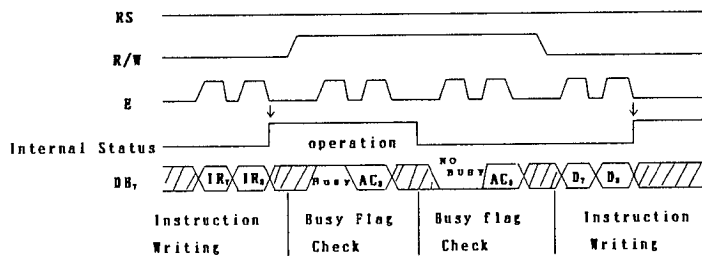 RS
R/W
E
Internal Status operation
DB₇ IR₇ IR₃ BUSY AC₃ NO BUSY AC₃ D₇ D₃
Instruction Busy Flag Busy flag Instruction
Writing Check Check Writing